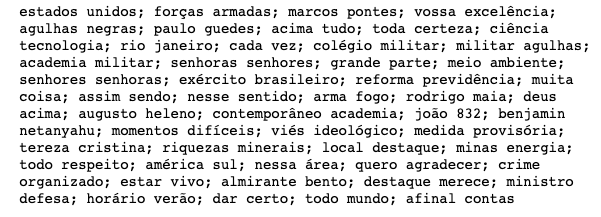 estados unidos; forças armadas; marcos pontes; vossa excelência;
agulhas negras; paulo guedes; acima tudo; toda certeza; ciência
tecnologia; rio janeiro; cada vez; colégio militar; militar agulhas;
academia militar; senhoras senhores; grande parte; meio ambiente;
senhores senhoras; exército brasileiro; reforma previdência; muita
coisa; assim sendo; nesse sentido; arma fogo; rodrigo maia; deus
acima; augusto heleno; contemporâneo academia; joão 832; benjamin
netanyahu; momentos difíceis; viés ideológico; medida provisória;
tereza cristina; riquezas minerais; local destaque; minas energia;
todo respeito; américa sul; nessa área; quero agradecer; crime
organizado; estar vivo; almirante bento; destaque merece; ministro
defesa; horário verão; dar certo; todo mundo; afinal contas